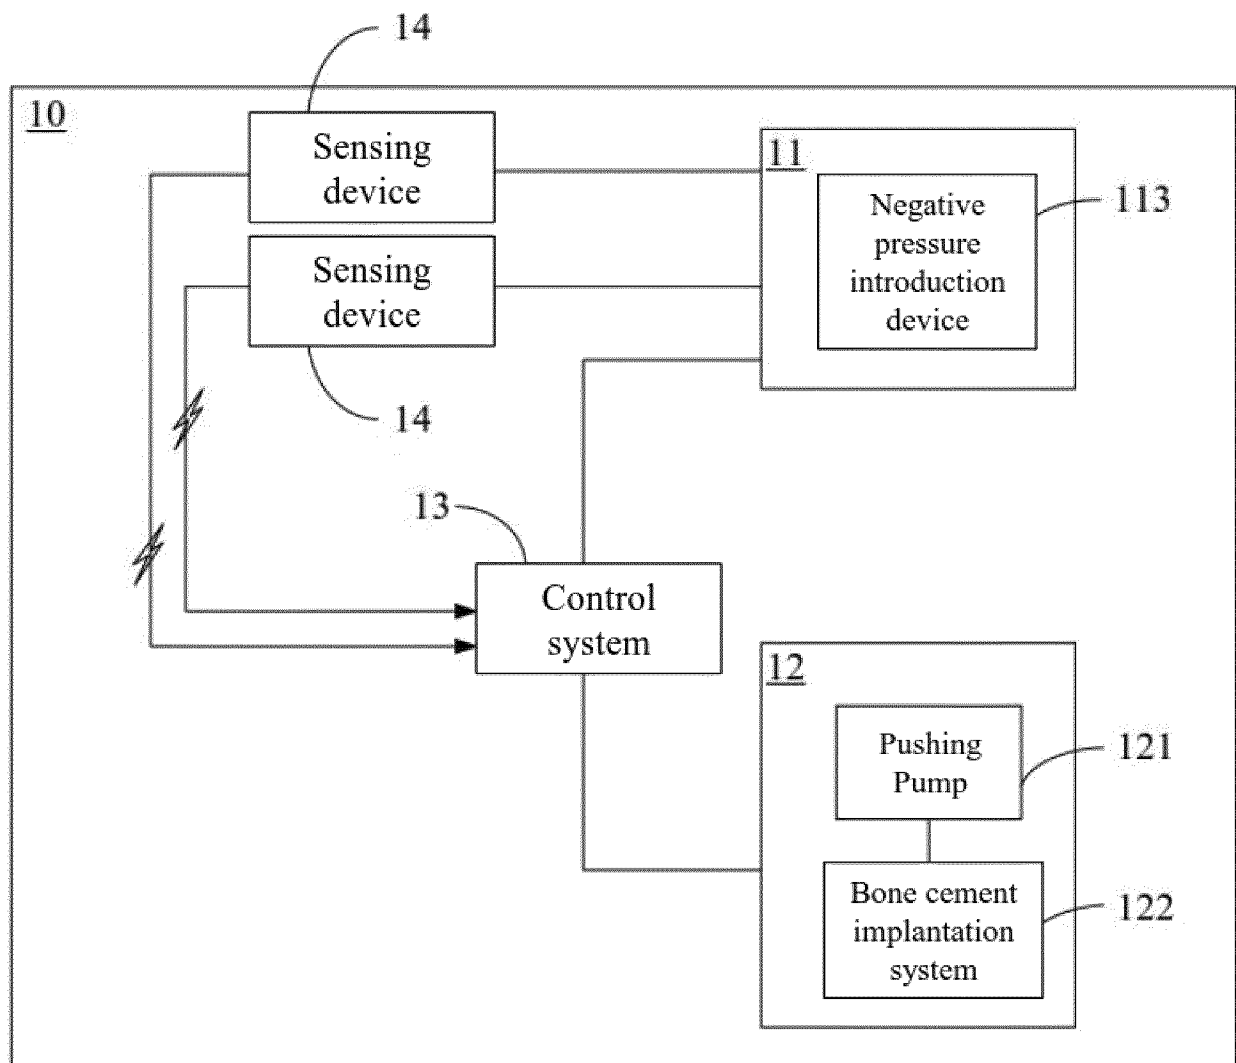 14
10
Sensing
device
11
Negative
pressure
introduction
device
113
Sensing
device
14
13
Control
system
12
Pushing
Pump
121
Bone cement
implantation
system
122